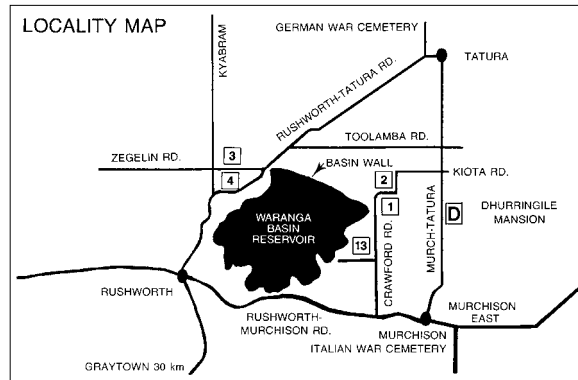 LOCALITY MAP
GERMAN WAR CEMETERY
KYABRAM
TATURA
RUSHWORTH-TATURA RD.
TOOLAMBA RD.
ZEGELIN RD.
3
BASIN WALL
4
2
KIOTA RD.
1
D
DHURRINGILE
MANSION
WARANGA
BASIN
RESERVOIR
13
CRAWFORD RD.
MURCH-TATURA
RUSHWORTH
RUSHWORTH-
MURCHISON RD.
MURCHISON
EAST
MURCHISON
ITALIAN WAR CEMETERY
GRAYTOWN 30 km